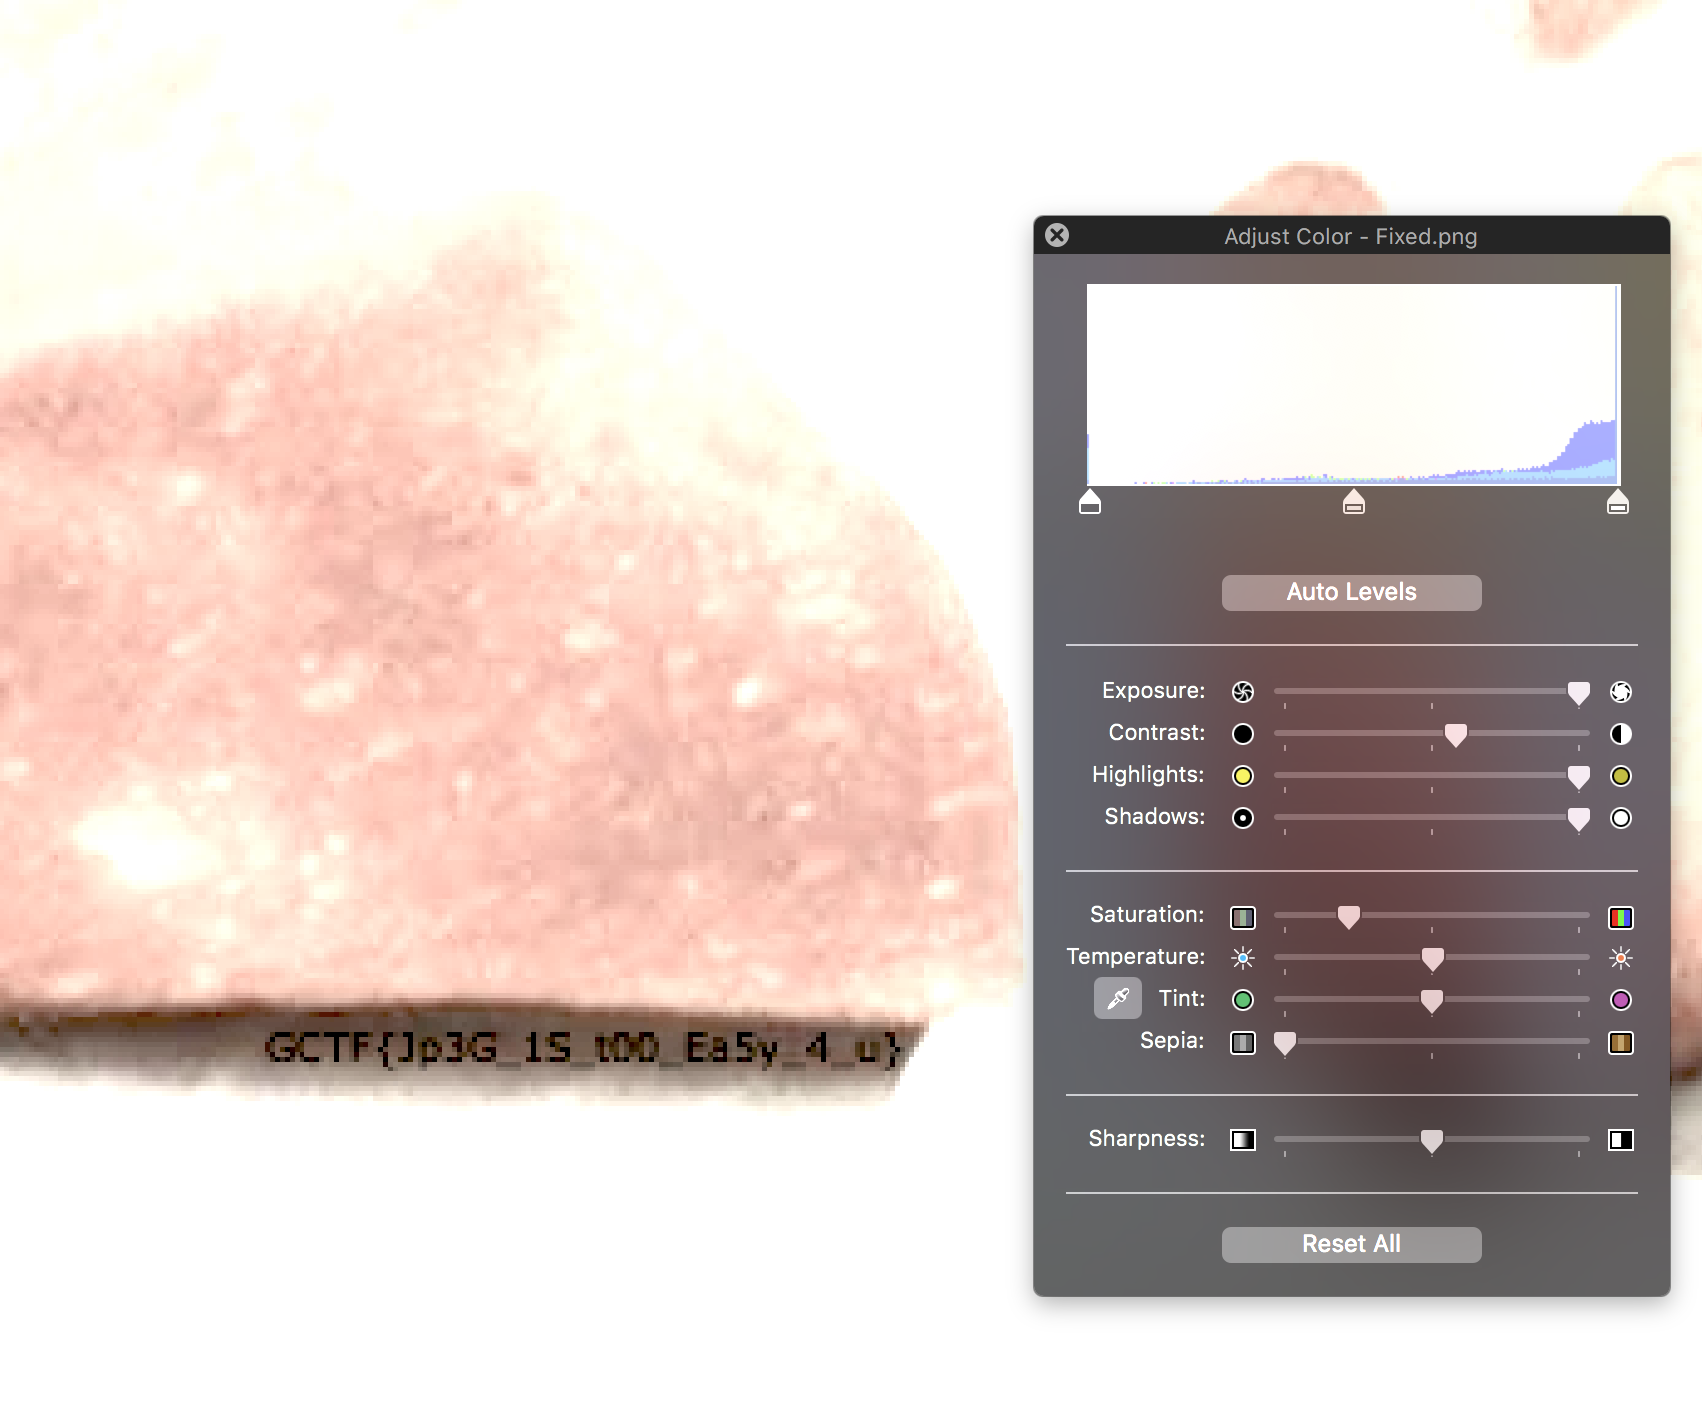 Adjust Color - Fixed.png
Auto Levels
Exposure:
Contrast:
Highlights:
Shadows:
Saturation:
Temperature:
Tint:
Sepia:
Sharpness:
Reset All
GCTF{Jp3G_1S_t00_Ea5y_4_u}